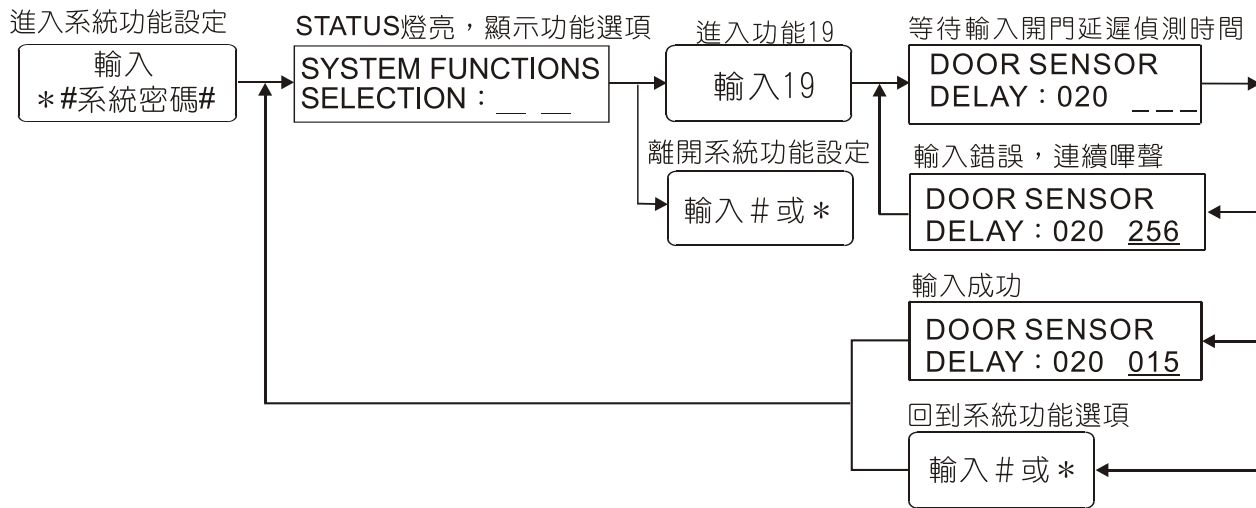 進入系統功能設定
輸入
*#系統密碼#
STATUS燈亮，顯示功能選項
SYSTEM FUNCTIONS
SELECTION：_ _
進入功能19
輸入19
離開系統功能設定
輸入#或*
等待輸入開門延遲偵測時間
DOOR SENSOR
DELAY：020 _ _ _
輸入錯誤，連續嗶聲
DOOR SENSOR
DELAY：020 256
輸入成功
DOOR SENSOR
DELAY：020 015
回到系統功能選項
輸入#或*